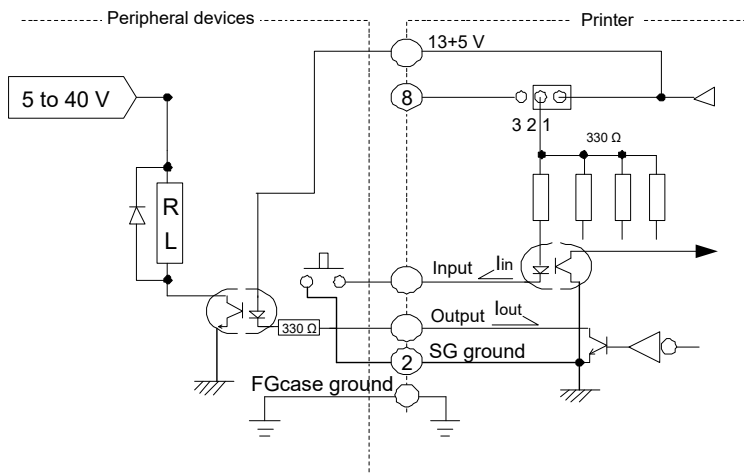 Peripheral devices
Printer
13+5 V
5 to 40 V
8
3 2 1
330 Ω
R
L
Input
Iin
Output
Iout
330 Ω
2
SG ground
FGcase ground